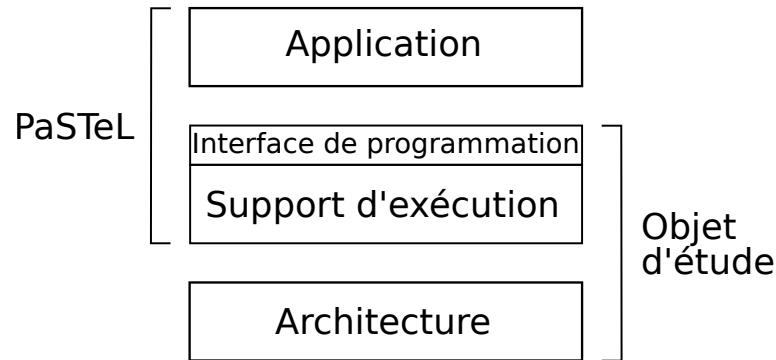 Application
PaSTeL
Interface de programmation
Support d'exécution
Objet
d'étude
Architecture